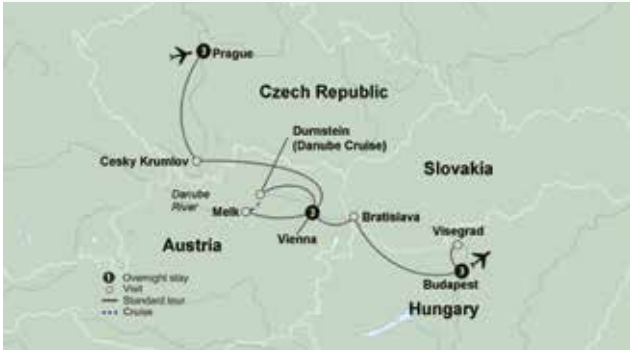 3
Prague
Czech Republic
Durnstein
(Danube Cruise)
Cesky Krumlov
Slovakia
Danube
River
Melk
3
Bratislava
Visegrad
Vienna
Austria
3
Budapest
Hungary
1 Overnight stay
Visit
Standard tour
Cruise